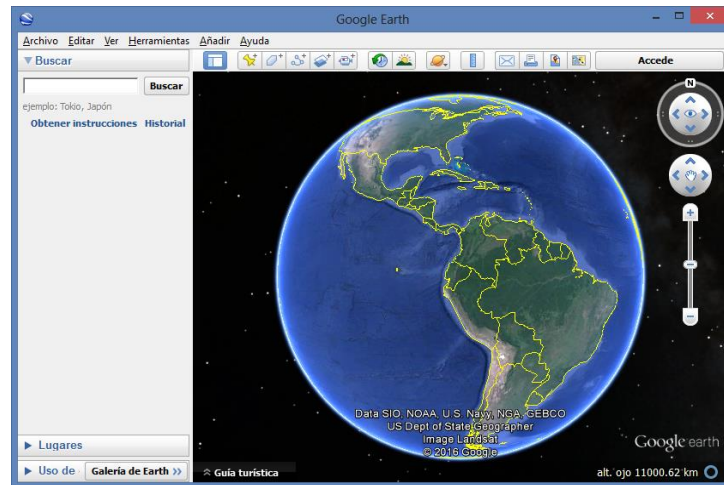 Google Earth
Archivo Editar Ver Herramientas Añadir Ayuda
Buscar
Buscar
ejemplo: Tokio, Japón
Obtener instrucciones Historial
Accede
N
Data SIO, NOAA, U.S. Navy, NGA, GEBCO
US Dept of State Geographer
Image Landsat
© 2016 Google
Google earth
Lugares
Uso de Galería de Earth >>
Guía turística
alt. ojo 11000.62 km